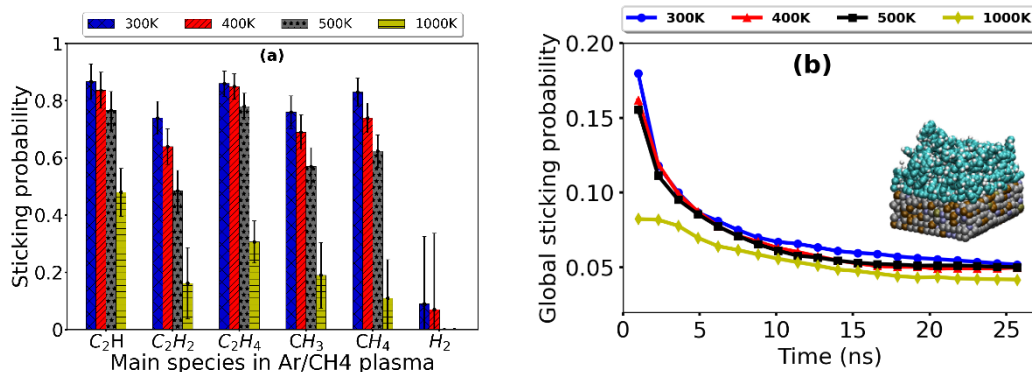 300K 400K 500K 1000K
(a)
Sticking probability
1
0.8
0.6
0.4
0.2
0
C₂H C₂H₂ C₂H₄ CH₃ CH₄ H₂
Main species in Ar/CH4 plasma
300K 400K 500K 1000K
(b)
Global sticking probability
0.20
0.15
0.10
0.05
0 5 10 15 20 25
Time (ns)